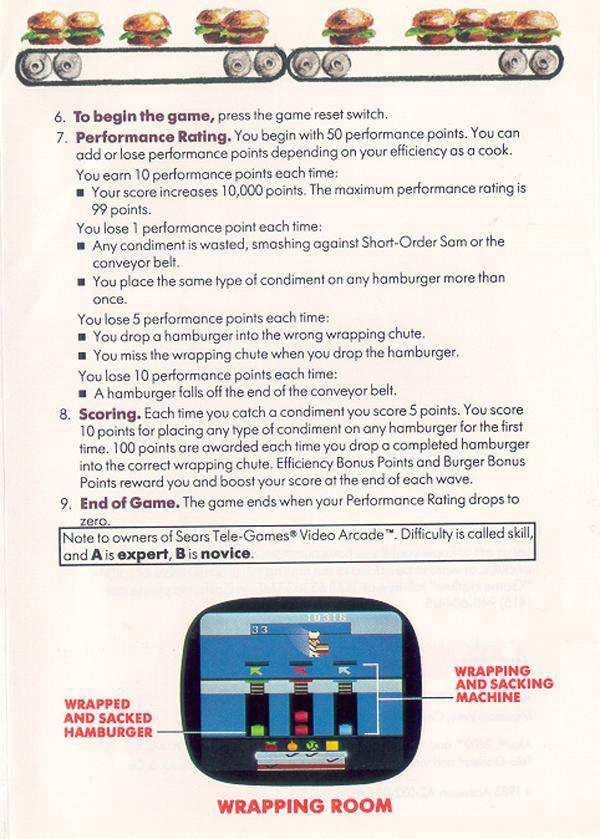 6. To begin the game, press the game reset switch.
7. Performance Rating. You begin with 50 performance points. You can
add or lose performance points depending on your efficiency as a cook.
You earn 10 performance points each time:
■ Your score increases 10,000 points. The maximum performance rating is
99 points.
You lose 1 performance point each time:
■ Any condiment is wasted, smashing against Short-Order Sam or the
conveyor belt.
■ You place the same type of condiment on any hamburger more than
once.
You lose 5 performance points each time:
■ You drop a hamburger into the wrong wrapping chute.
■ You miss the wrapping chute when you drop the hamburger.
You lose 10 performance points each time:
■ A hamburger falls off the end of the conveyor belt.
8. Scoring. Each time you catch a condiment you score 5 points. You score
10 points for placing any type of condiment on any hamburger for the first
time. 100 points are awarded each time you drop a completed hamburger
into the correct wrapping chute. Efficiency Bonus Points and Burger Bonus
Points reward you and boost your score at the end of each wave.
9. End of Game. The game ends when your Performance Rating drops to
zero.
Note to owners of Sears Tele-Games® Video Arcade™. Difficulty is called skill,
and A is expert, B is novice.
10318
33
WRAPPING
AND SACKING
MACHINE
WRAPPED
AND SACKED
HAMBURGER
WRAPPING ROOM